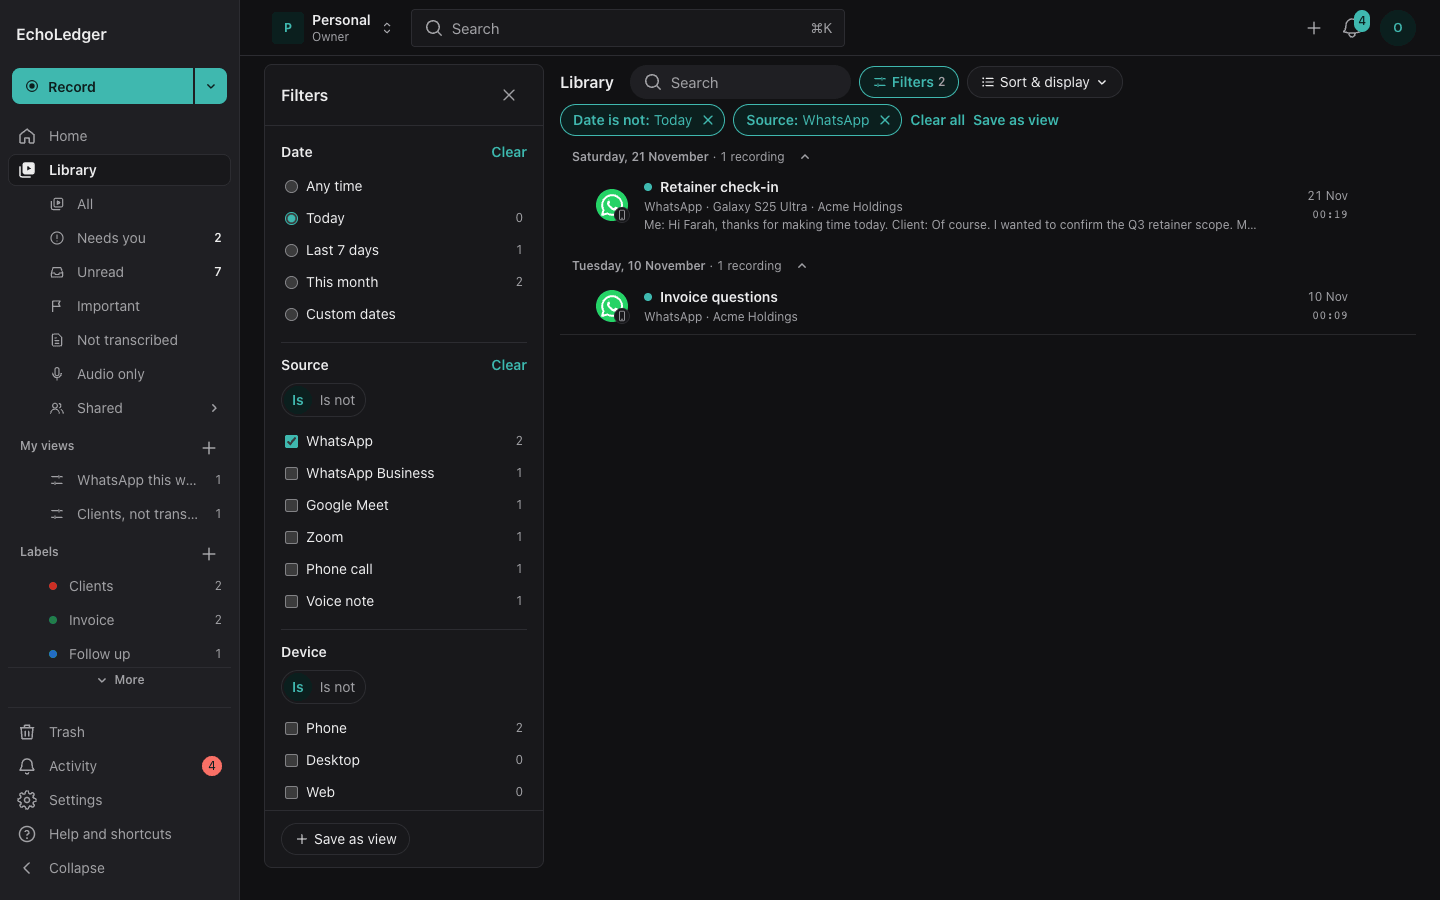 EchoLedger
Record
Home
Library
All
Needs you 2
Unread 7
Important
Not transcribed
Audio only
Shared
My views
WhatsApp this w... 1
Clients, not trans... 1
Labels
Clients 2
Invoice 2
Follow up 1
More
Trash
Activity 4
Settings
Help and shortcuts
Collapse
P Personal
Owner
Search ⌘K
4
O
Filters
Date Clear
Any time
Today 0
Last 7 days 1
This month 2
Custom dates
Source Clear
Is Is not
WhatsApp 2
WhatsApp Business 1
Google Meet 1
Zoom 1
Phone call 1
Voice note 1
Device
Is Is not
Phone 2
Desktop 0
Web 0
Save as view
Library Search Filters 2 Sort & display
Date is not: Today Source: WhatsApp Clear all Save as view
Saturday, 21 November · 1 recording
Retainer check-in 21 Nov
WhatsApp · Galaxy S25 Ultra · Acme Holdings 00:19
Me: Hi Farah, thanks for making time today. Client: Of course. I wanted to confirm the Q3 retainer scope. M...
Tuesday, 10 November · 1 recording
Invoice questions 10 Nov
WhatsApp · Acme Holdings 00:09